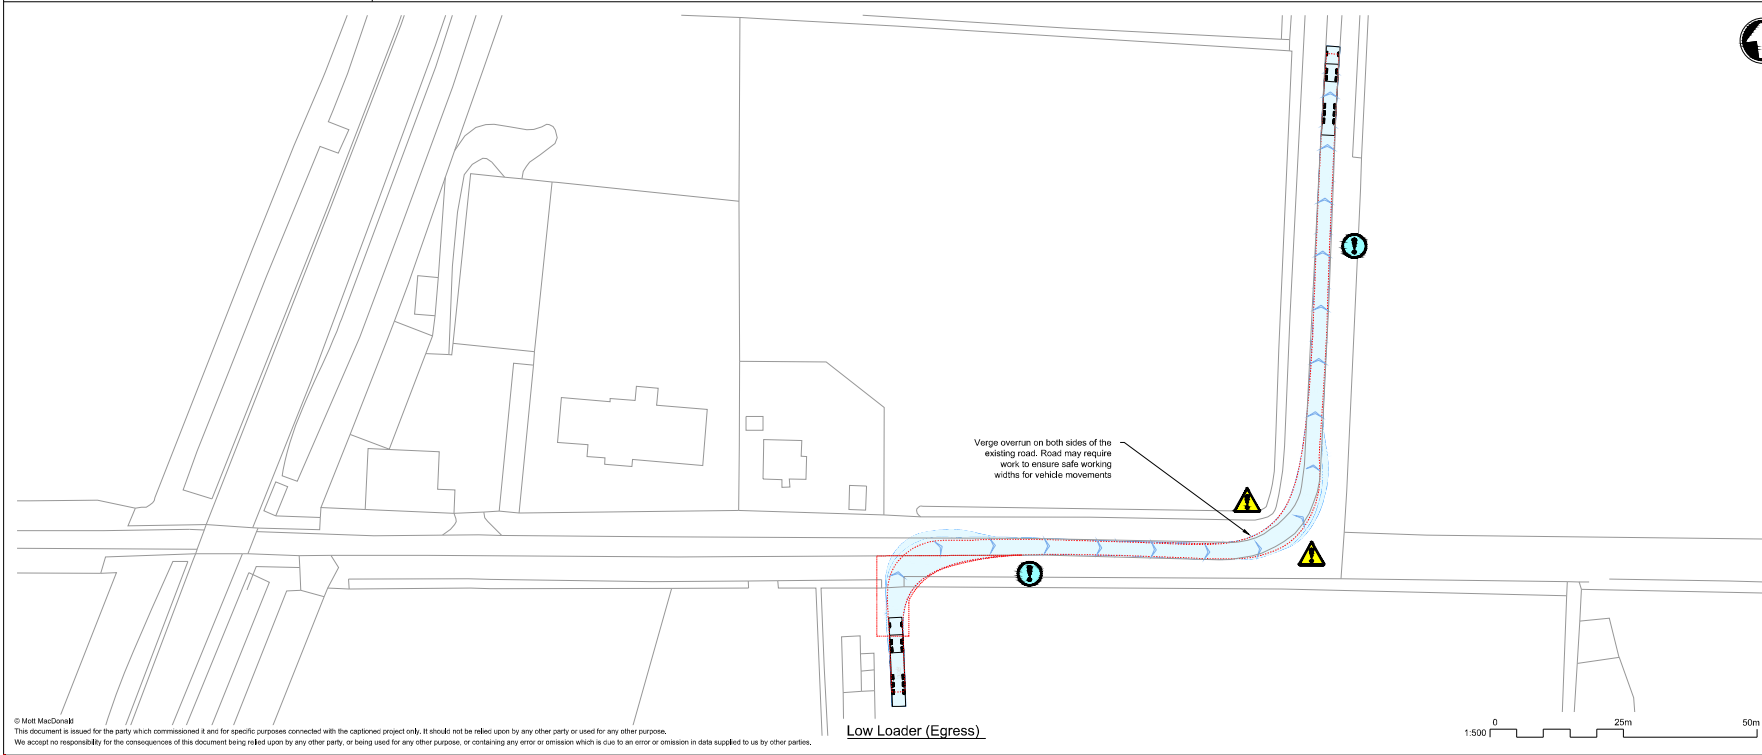 Verge overrun on both sides of the
existing road. Road may require
work to ensure safe working
widths for vehicle movements
© Mott MacDonald
This document is issued for the party which commissioned it and for specific purposes connected with the captioned project only. It should not be relied upon by any other party or used for any other purpose.
We accept no responsibility for the consequences of this document being relied upon by any other party, or being used for any other purpose, or containing any error or omission which is due to an error or omission in data supplied to us by other parties.
Low Loader (Egress)
0 25m 50m
1:500